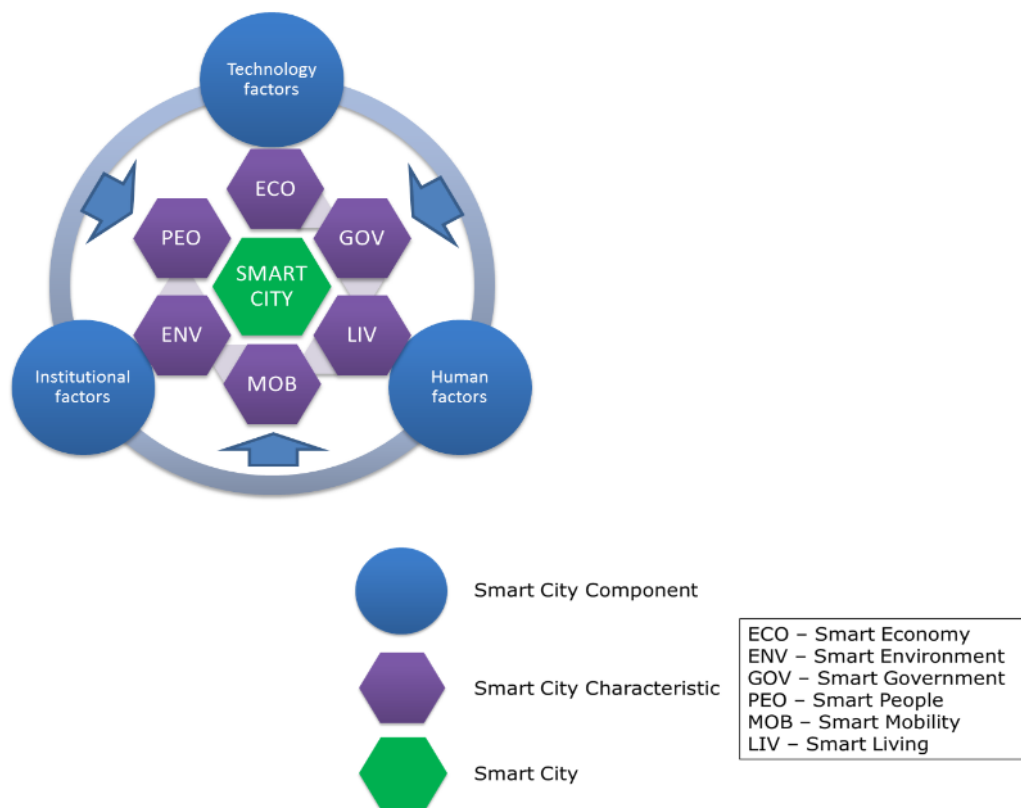 Technology
factors
ECO
PEO
GOV
SMART
CITY
ENV
LIV
MOB
Institutional
factors
Human
factors
Smart City Component
Smart City Characteristic
Smart City
ECO – Smart Economy
ENV – Smart Environment
GOV – Smart Government
PEO – Smart People
MOB – Smart Mobility
LIV – Smart Living